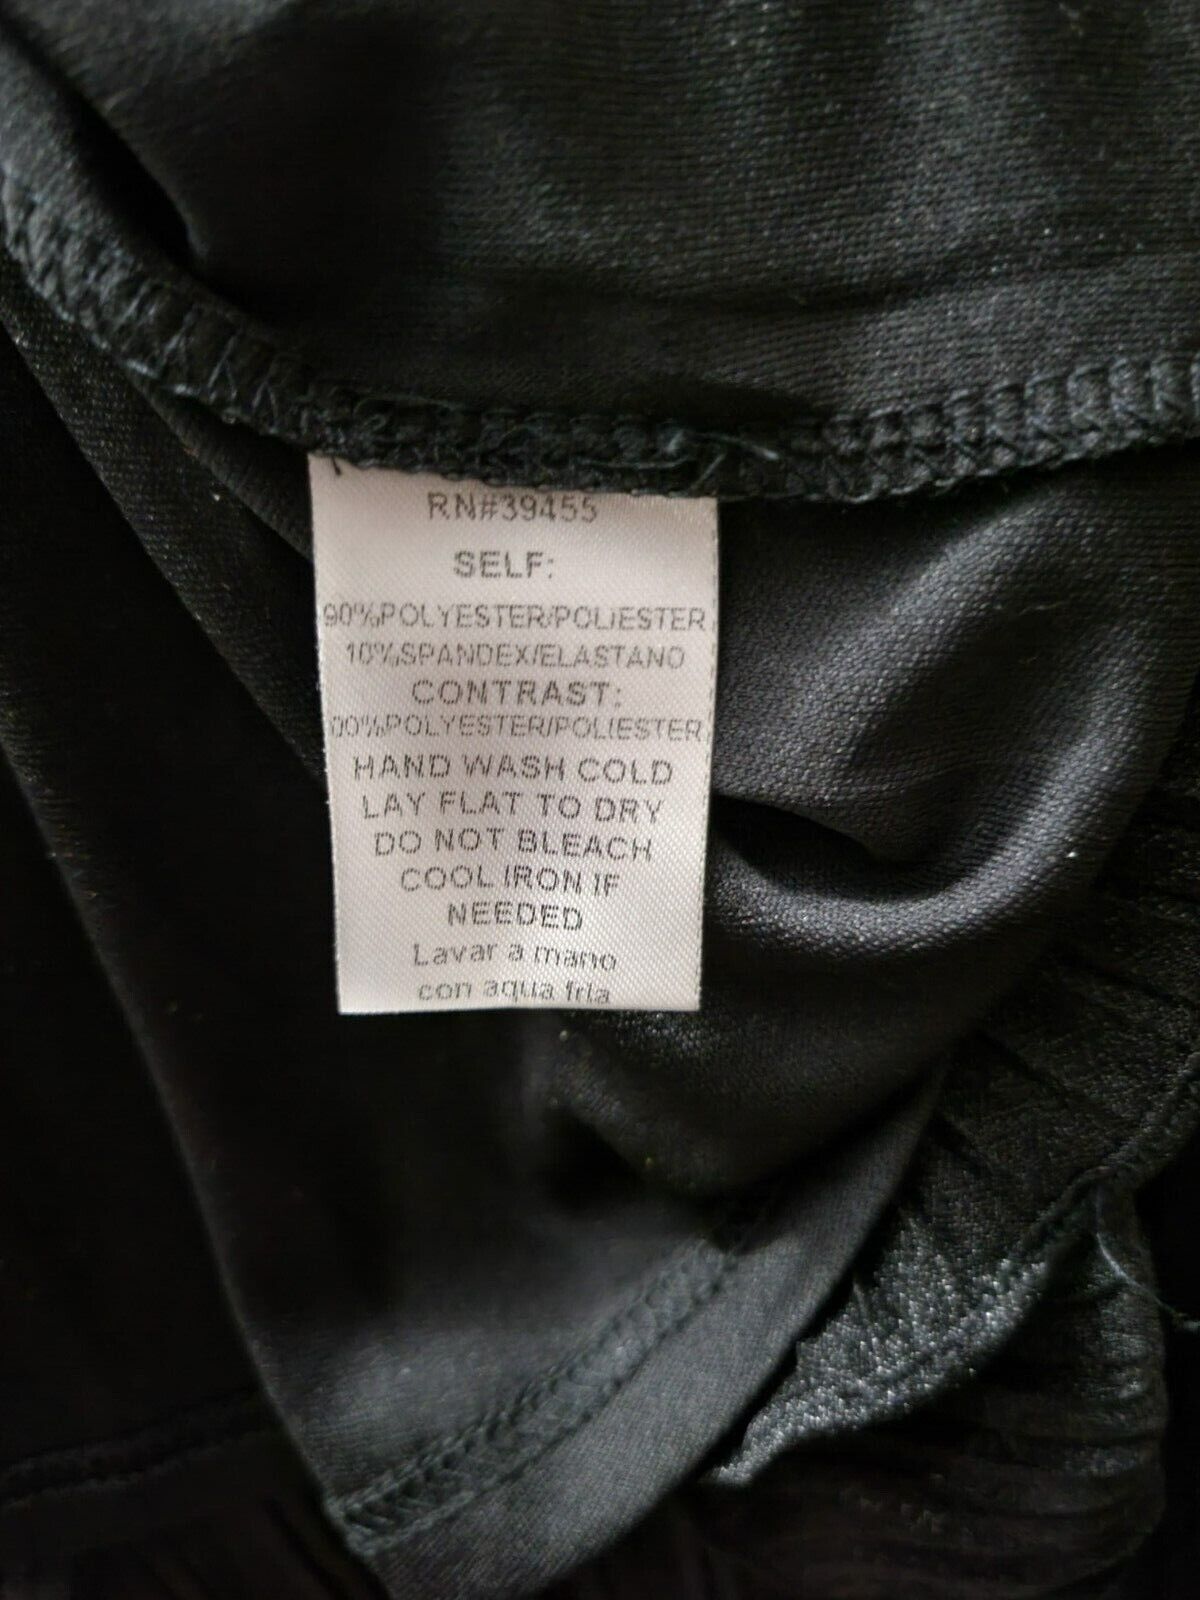 RN#39455
SELF:
90%POLYESTER/POLIESTER
10%SPANDEX/ELASTANO
CONTRAST:
00%POLYESTER/POLIESTER
HAND WASH COLD
LAY FLAT TO DRY
DO NOT BLEACH
COOL IRON IF
NEEDED
Lavar a mano
con aqua fria